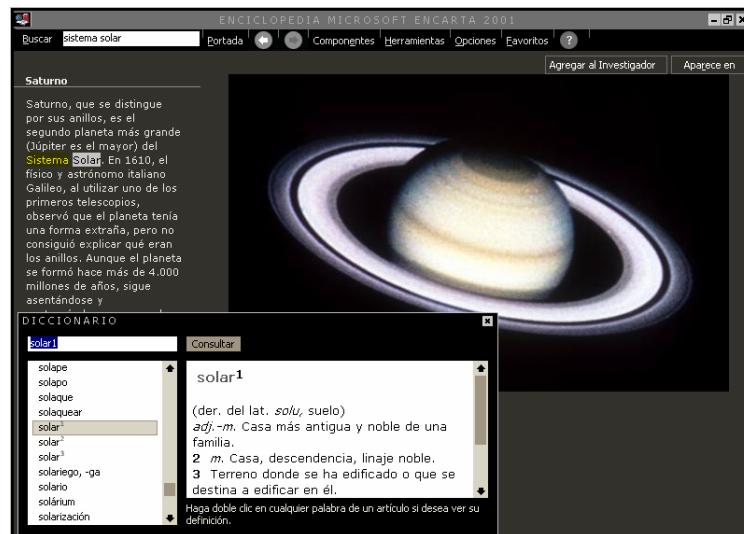 ENCICLOPEDIA MICROSOFT ENCARTA 2001
Buscar sistema solar Portada Componentes Herramientas Opciones Favoritos ?
Agregar al Investigador Aparece en
Saturno
Saturno, que se distingue
por sus anillos, es el
segundo planeta más grande
(Júpiter es el mayor) del
Sistema Solar. En 1610, el
físico y astrónomo italiano
Galileo, al utilizar uno de los
primeros telescopios,
observó que el planeta tenía
una forma extraña, pero no
consiguió explicar qué eran
los anillos. Aunque el planeta
se formó hace más de 4.000
millones de años, sigue
asentándose y
DICCIONARIO
solar1 Consultar
solape
solapo
solaque
solaquear
solar1
solar2
solar3
solariego, -ga
solario
solárium
solarización
solar1
(der. del lat. solu, suelo)
adj.-m. Casa más antigua y noble de una
familia.
2 m. Casa, descendencia, linaje noble.
3 Terreno donde se ha edificado o que se
destina a edificar en él.
Haga doble clic en cualquier palabra de un artículo si desea ver su
definición.